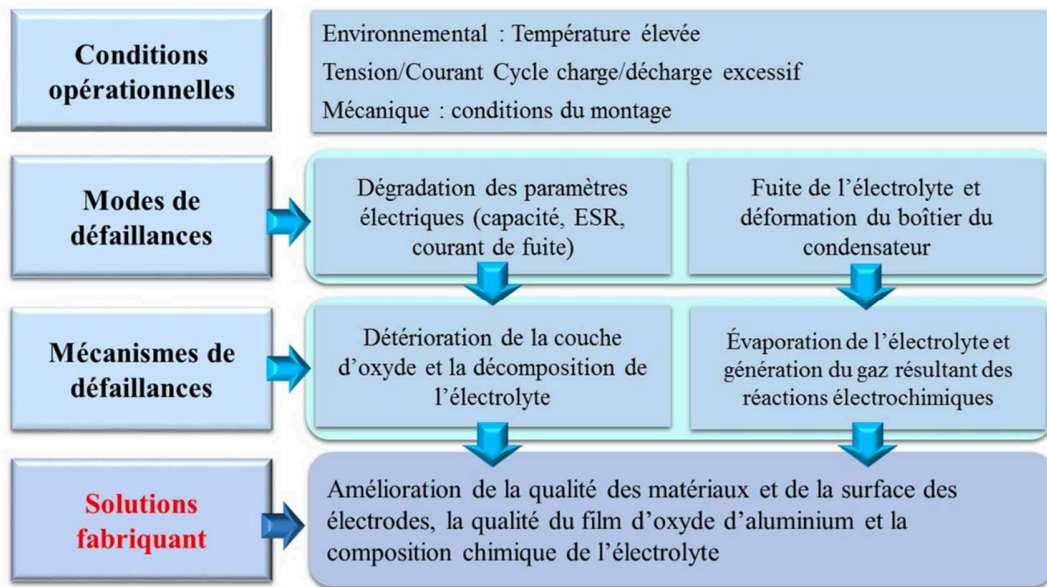 Conditions
opérationnelles
Environnemental : Température élevée
Tension/Courant Cycle charge/décharge excessif
Mécanique : conditions du montage
Modes de
défaillances
Dégradation des paramètres
électriques (capacité, ESR,
courant de fuite)
Fuite de l’électrolyte et
déformation du boîtier du
condensateur
Mécanismes de
défaillances
Détérioration de la couche
d’oxyde et la décomposition de
l’électrolyte
Évaporation de l’électrolyte et
génération du gaz résultant des
réactions électrochimiques
Solutions
fabriquant
Amélioration de la qualité des matériaux et de la surface des
électrodes, la qualité du film d’oxyde d’aluminium et la
composition chimique de l’électrolyte